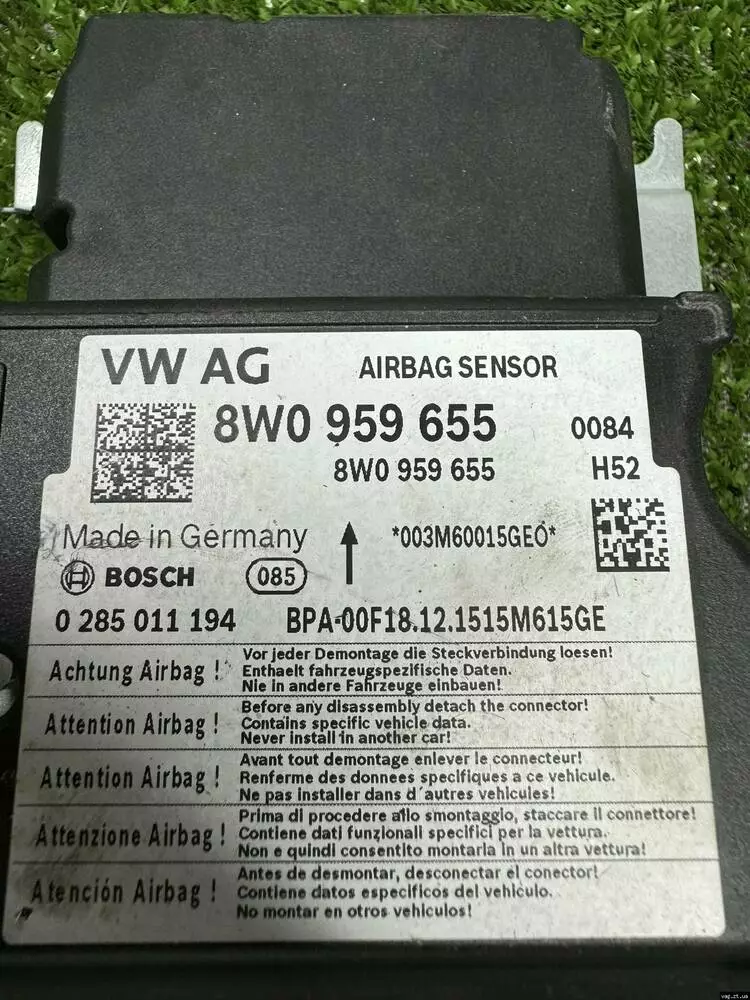 VW AG AIRBAG SENSOR
8W0 959 655 0084
8W0 959 655 H52
Made in Germany *003M60015GE0*
BOSCH 085
0 285 011 194 BPA-00F18.12.1515M615GE
Achtung Airbag !
Vor jeder Demontage die Steckverbindung loesen!
Enthaelt fahrzeugspezifische Daten.
Nie in andere Fahrzeuge einbauen!
Attention Airbag !
Before any disassembly detach the connector!
Contains specific vehicle data.
Never install in another car!
Attention Airbag !
Avant tout demontage enlever le connecteur!
Renferme des donnees specifiques a ce vehicule.
Ne pas installer dans d'autres vehicules!
Attenzione Airbag !
Prima di procedere allo smontaggio, staccare il connettore!
Contiene dati funzionali specifici per la vettura.
Non e quindi consentito montarla in un altra vettura!
Atención Airbag !
Antes de desmontar, desconectar el conector!
Contiene datos especificos del vehiculo.
No montar en otros vehiculos!
vag.zt.ua